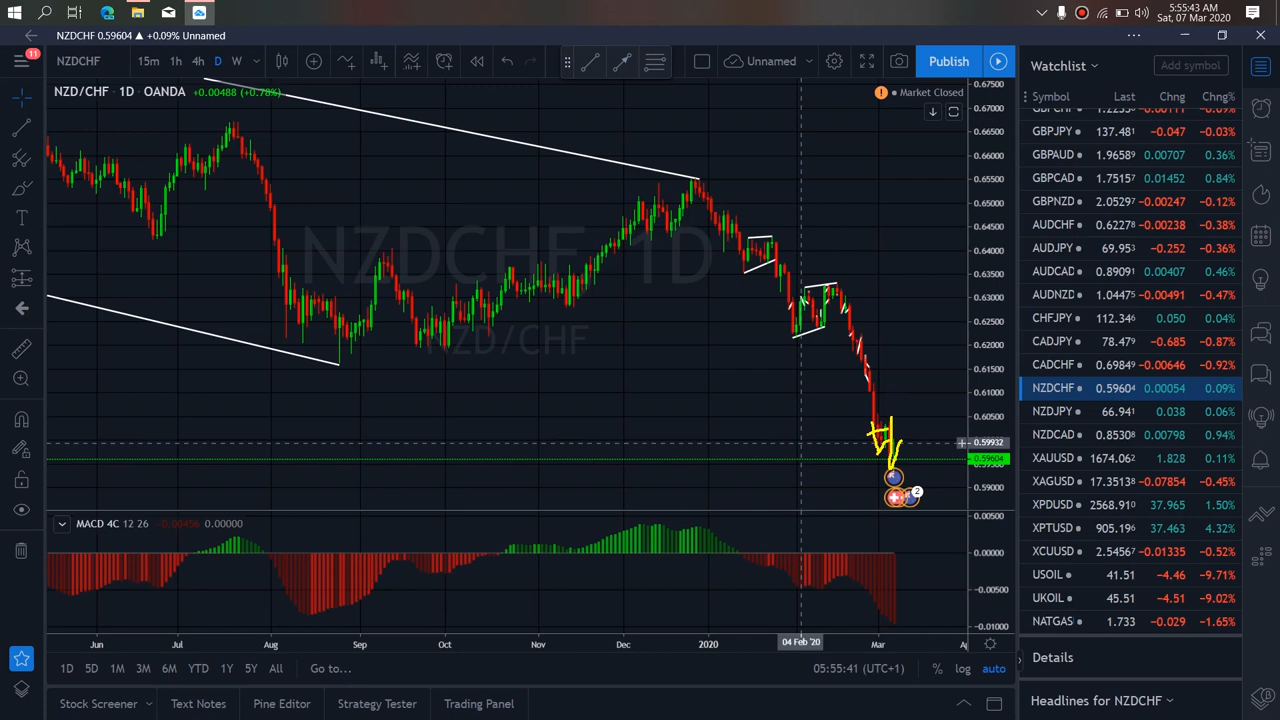 5:55:43 AM
Sat, 07 Mar 2020
NZDCHF 0.59604 ▲ +0.09% Unnamed
11
NZDCHF 15m 1h 4h D W Unnamed Publish
NZD/CHF · 1D · OANDA +0.00488 (+0.78%)
Market Closed
NZDCHF 1D
NZD/CHF
0.67500
0.67000
0.66500
0.66000
0.65500
0.65000
0.64500
0.64000
0.63500
0.63000
0.62500
0.62000
0.61500
0.61000
0.60500
0.59932
0.59604
0.59000
2
MACD 4C 12 26 -0.00456 0.00000
0.00500
0.00000
-0.00500
-0.01000
Jun Jul Aug Sep Oct Nov Dec 2020 04 Feb '20 Mar
1D 5D 1M 3M 6M YTD 1Y 5Y All Go to... 05:55:41 (UTC+1) % log auto
Stock Screener Text Notes Pine Editor Strategy Tester Trading Panel
Watchlist Add symbol
Symbol Last Chng Chng%
GBPJPY 137.481 -0.047 -0.03%
GBPAUD 1.96589 0.00707 0.36%
GBPCAD 1.75157 0.01452 0.84%
GBPNZD 2.05297 -0.00247 -0.12%
AUDCHF 0.62278 -0.00238 -0.38%
AUDJPY 69.953 -0.252 -0.36%
AUDCAD 0.89091 0.00407 0.46%
AUDNZD 1.04475 -0.00491 -0.47%
CHFJPY 112.346 0.050 0.04%
CADJPY 78.479 -0.685 -0.87%
CADCHF 0.69849 -0.00646 -0.92%
NZDCHF 0.59604 0.00054 0.09%
NZDJPY 66.941 0.038 0.06%
NZDCAD 0.85308 0.00798 0.94%
XAUUSD 1674.062 1.828 0.11%
XAGUSD 17.3513 -0.07854 -0.45%
XPDUSD 2568.910 37.965 1.50%
XPTUSD 905.196 37.463 4.32%
XCUUSD 2.54567 -0.01335 -0.52%
USOIL 41.51 -4.46 -9.71%
UKOIL 45.51 -4.51 -9.02%
NATGAS 1.733 -0.029 -1.65%
Details
Headlines for NZDCHF